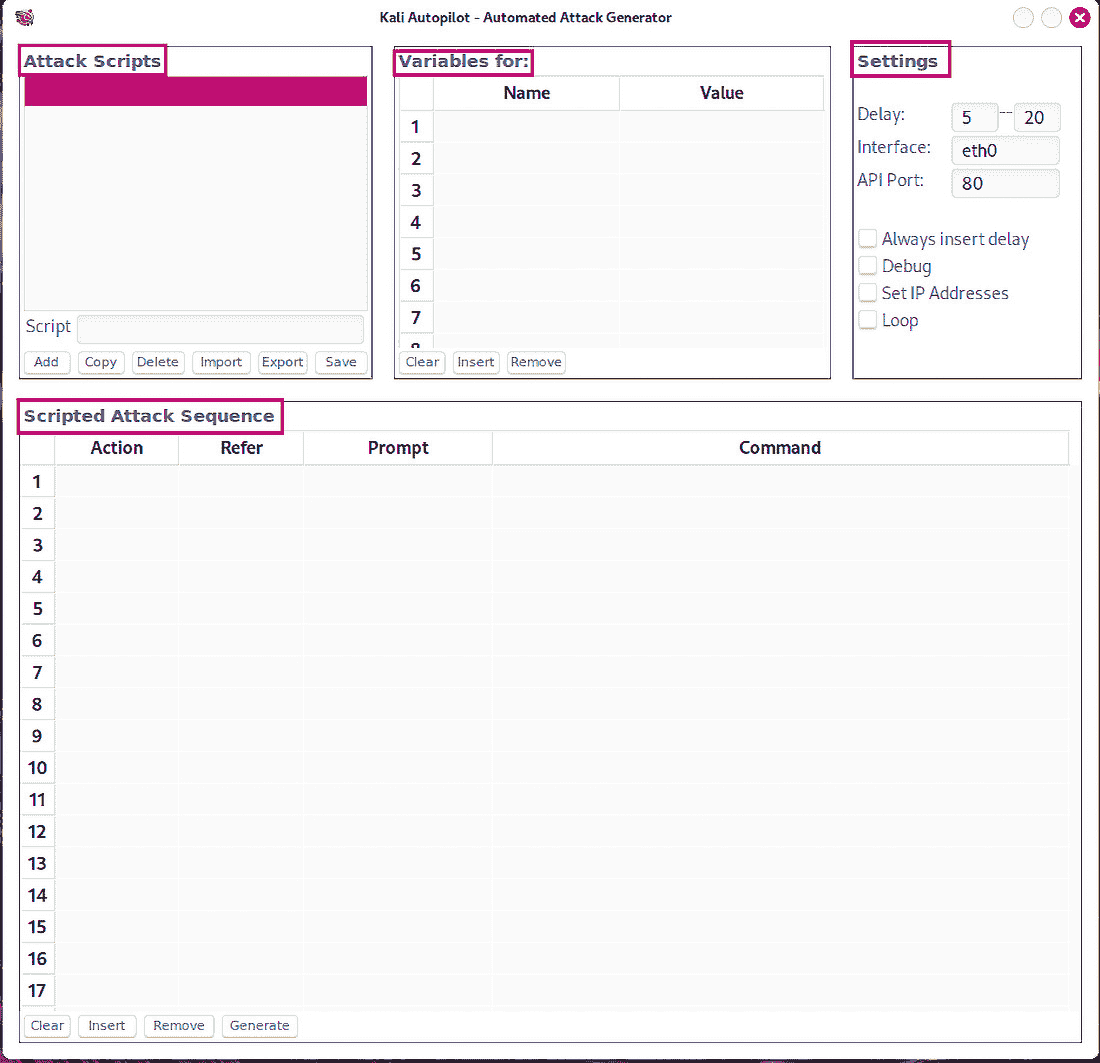 Kali Autopilot - Automated Attack Generator
Attack Scripts
Script
Add Copy Delete Import Export Save
Variables for:
Name Value
1
2
3
4
5
6
7
Clear Insert Remove
Settings
Delay: 5 -- 20
Interface: eth0
API Port: 80
Always insert delay
Debug
Set IP Addresses
Loop
Scripted Attack Sequence
Action Refer Prompt Command
1
2
3
4
5
6
7
8
9
10
11
12
13
14
15
16
17
Clear Insert Remove Generate